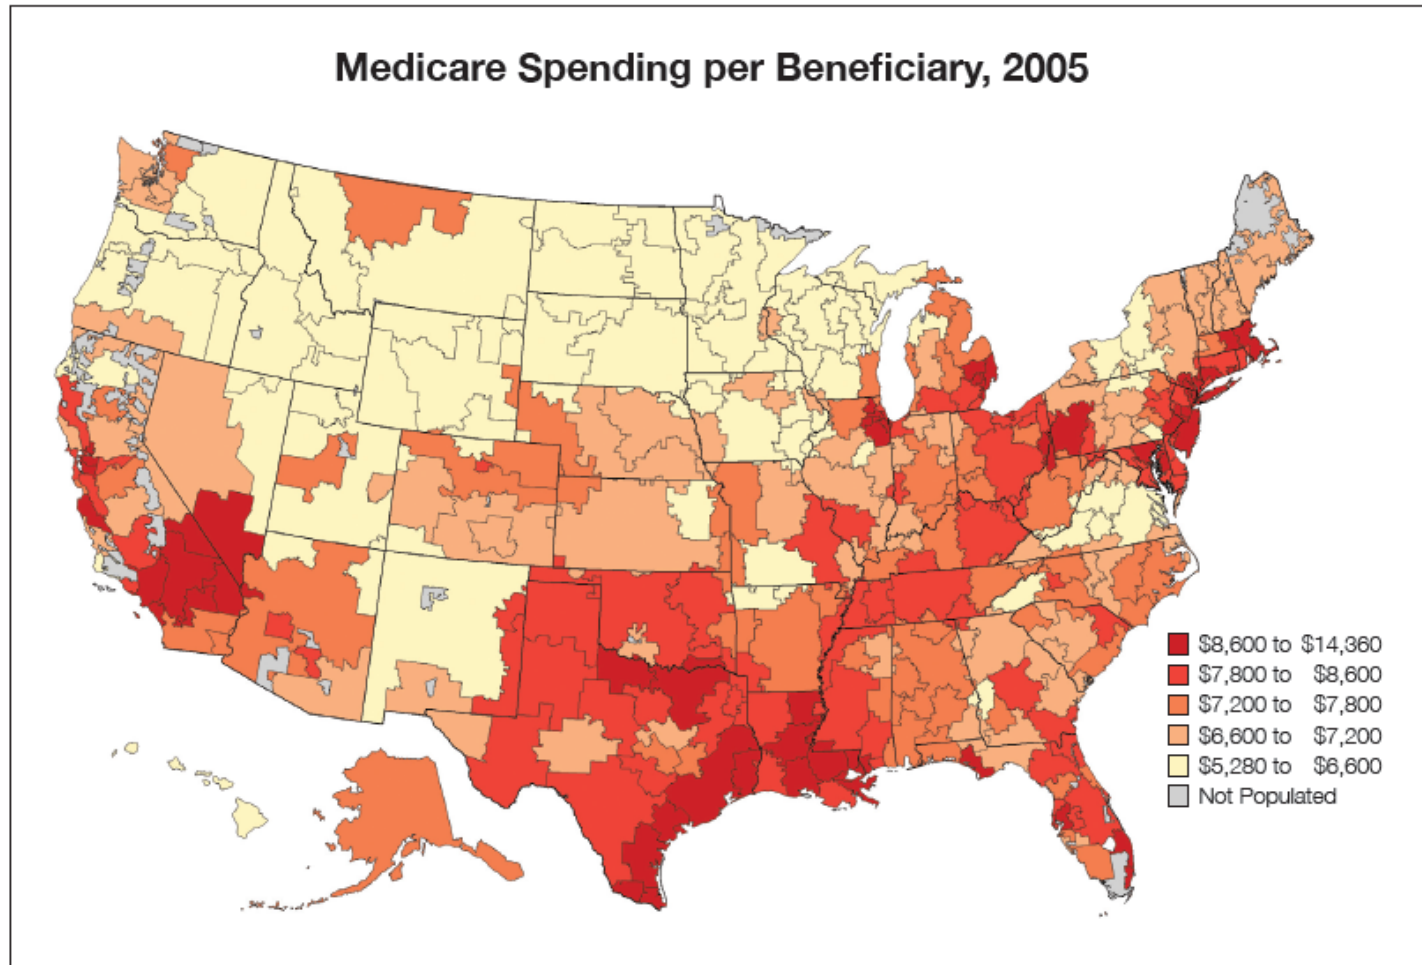 Medicare Spending per Beneficiary, 2005
$8,600 to $14,360
$7,800 to $8,600
$7,200 to $7,800
$6,600 to $7,200
$5,280 to $6,600
Not Populated